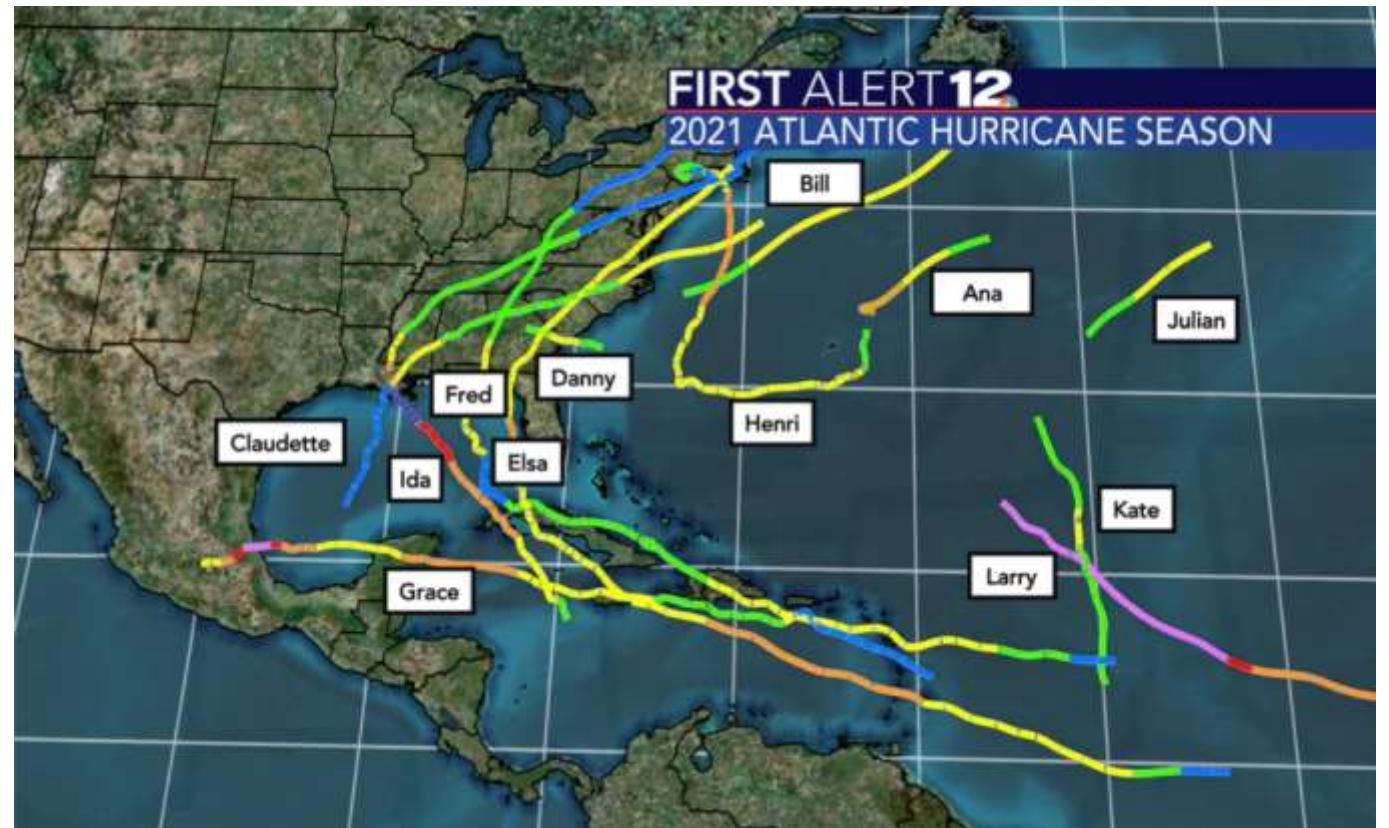 FIRST ALERT 12
2021 ATLANTIC HURRICANE SEASON
Bill
Ana
Julian
Danny
Fred
Henri
Claudette
Elsa
Ida
Kate
Larry
Grace